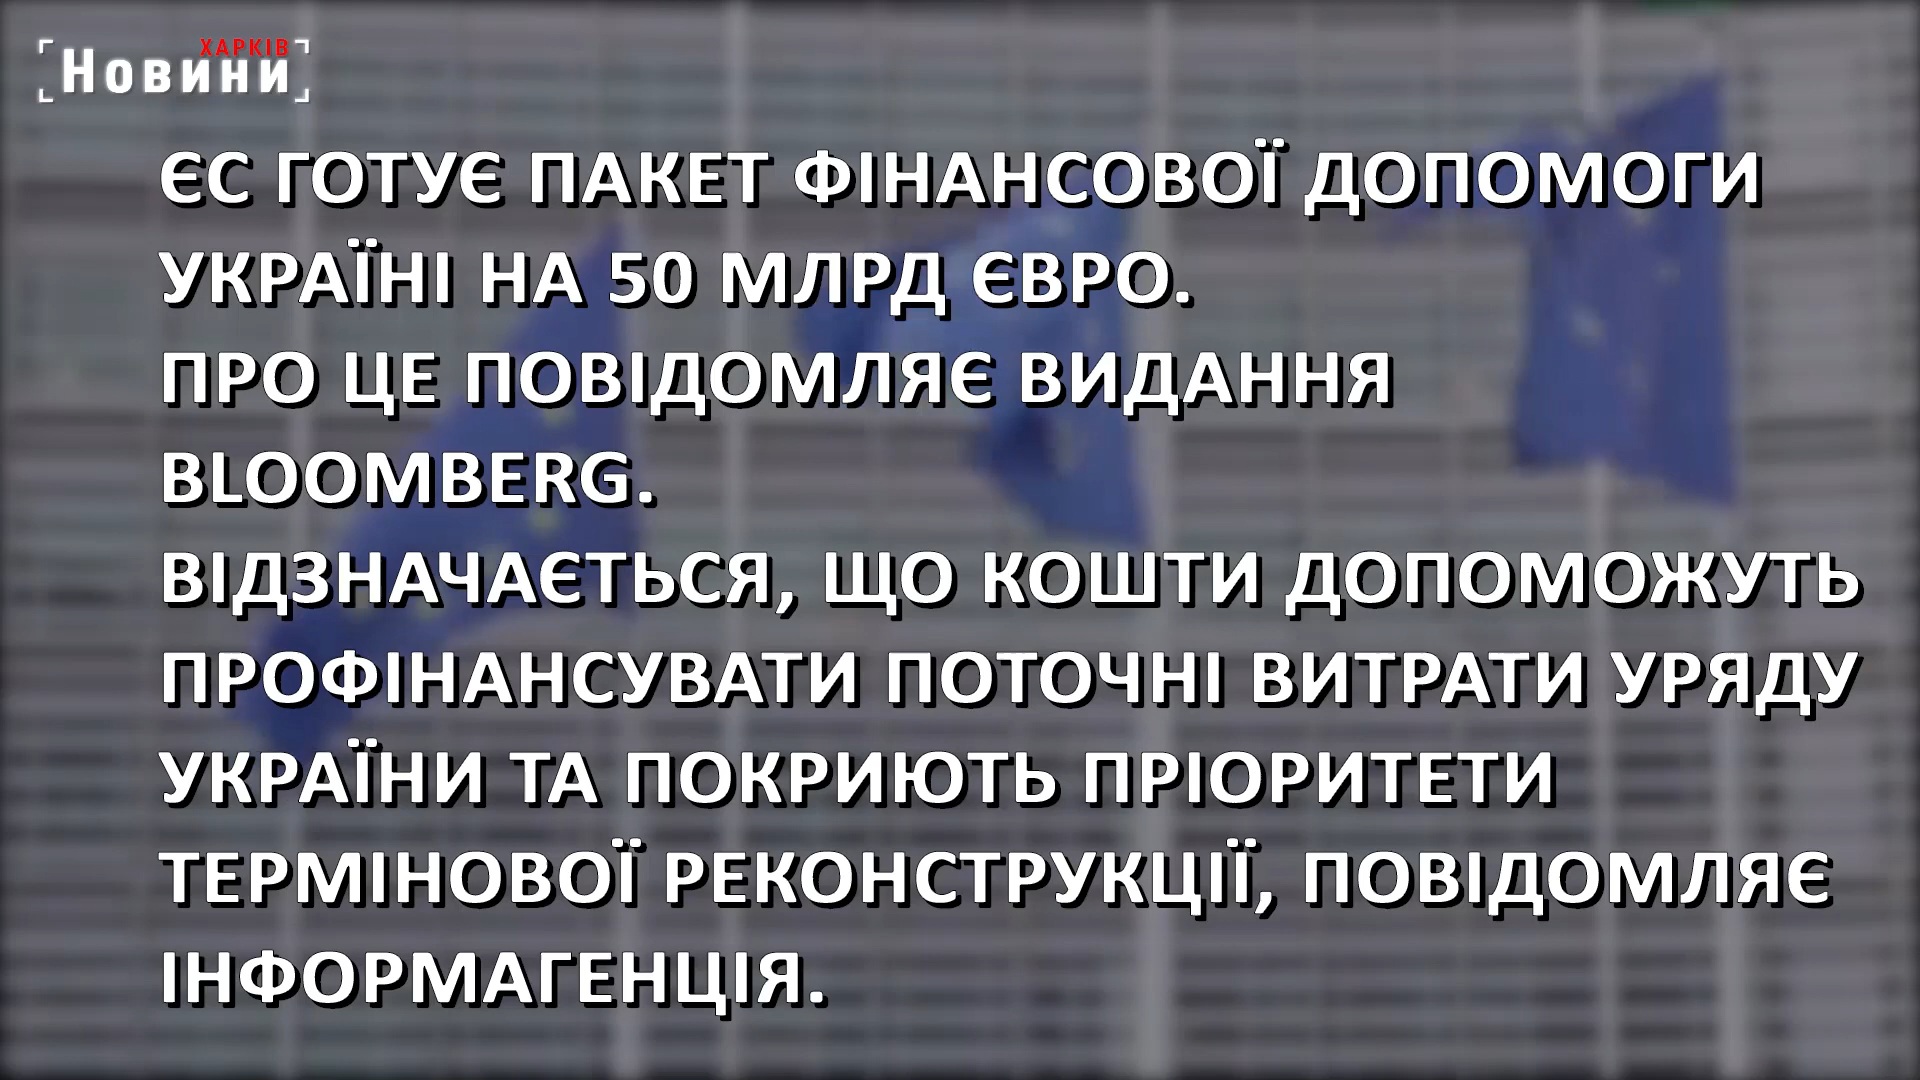 ХАРКІВ
Новини
ЄС ГОТУЄ ПАКЕТ ФІНАНСОВОЇ ДОПОМОГИ
УКРАЇНІ НА 50 МЛРД ЄВРО.
ПРО ЦЕ ПОВІДОМЛЯЄ ВИДАННЯ
BLOOMBERG.
ВІДЗНАЧАЄТЬСЯ, ЩО КОШТИ ДОПОМОЖУТЬ
ПРОФІНАНСУВАТИ ПОТОЧНІ ВИТРАТИ УРЯДУ
УКРАЇНИ ТА ПОКРИЮТЬ ПРІОРИТЕТИ
ТЕРМІНОВОЇ РЕКОНСТРУКЦІЇ, ПОВІДОМЛЯЄ
ІНФОРМАГЕНЦІЯ.